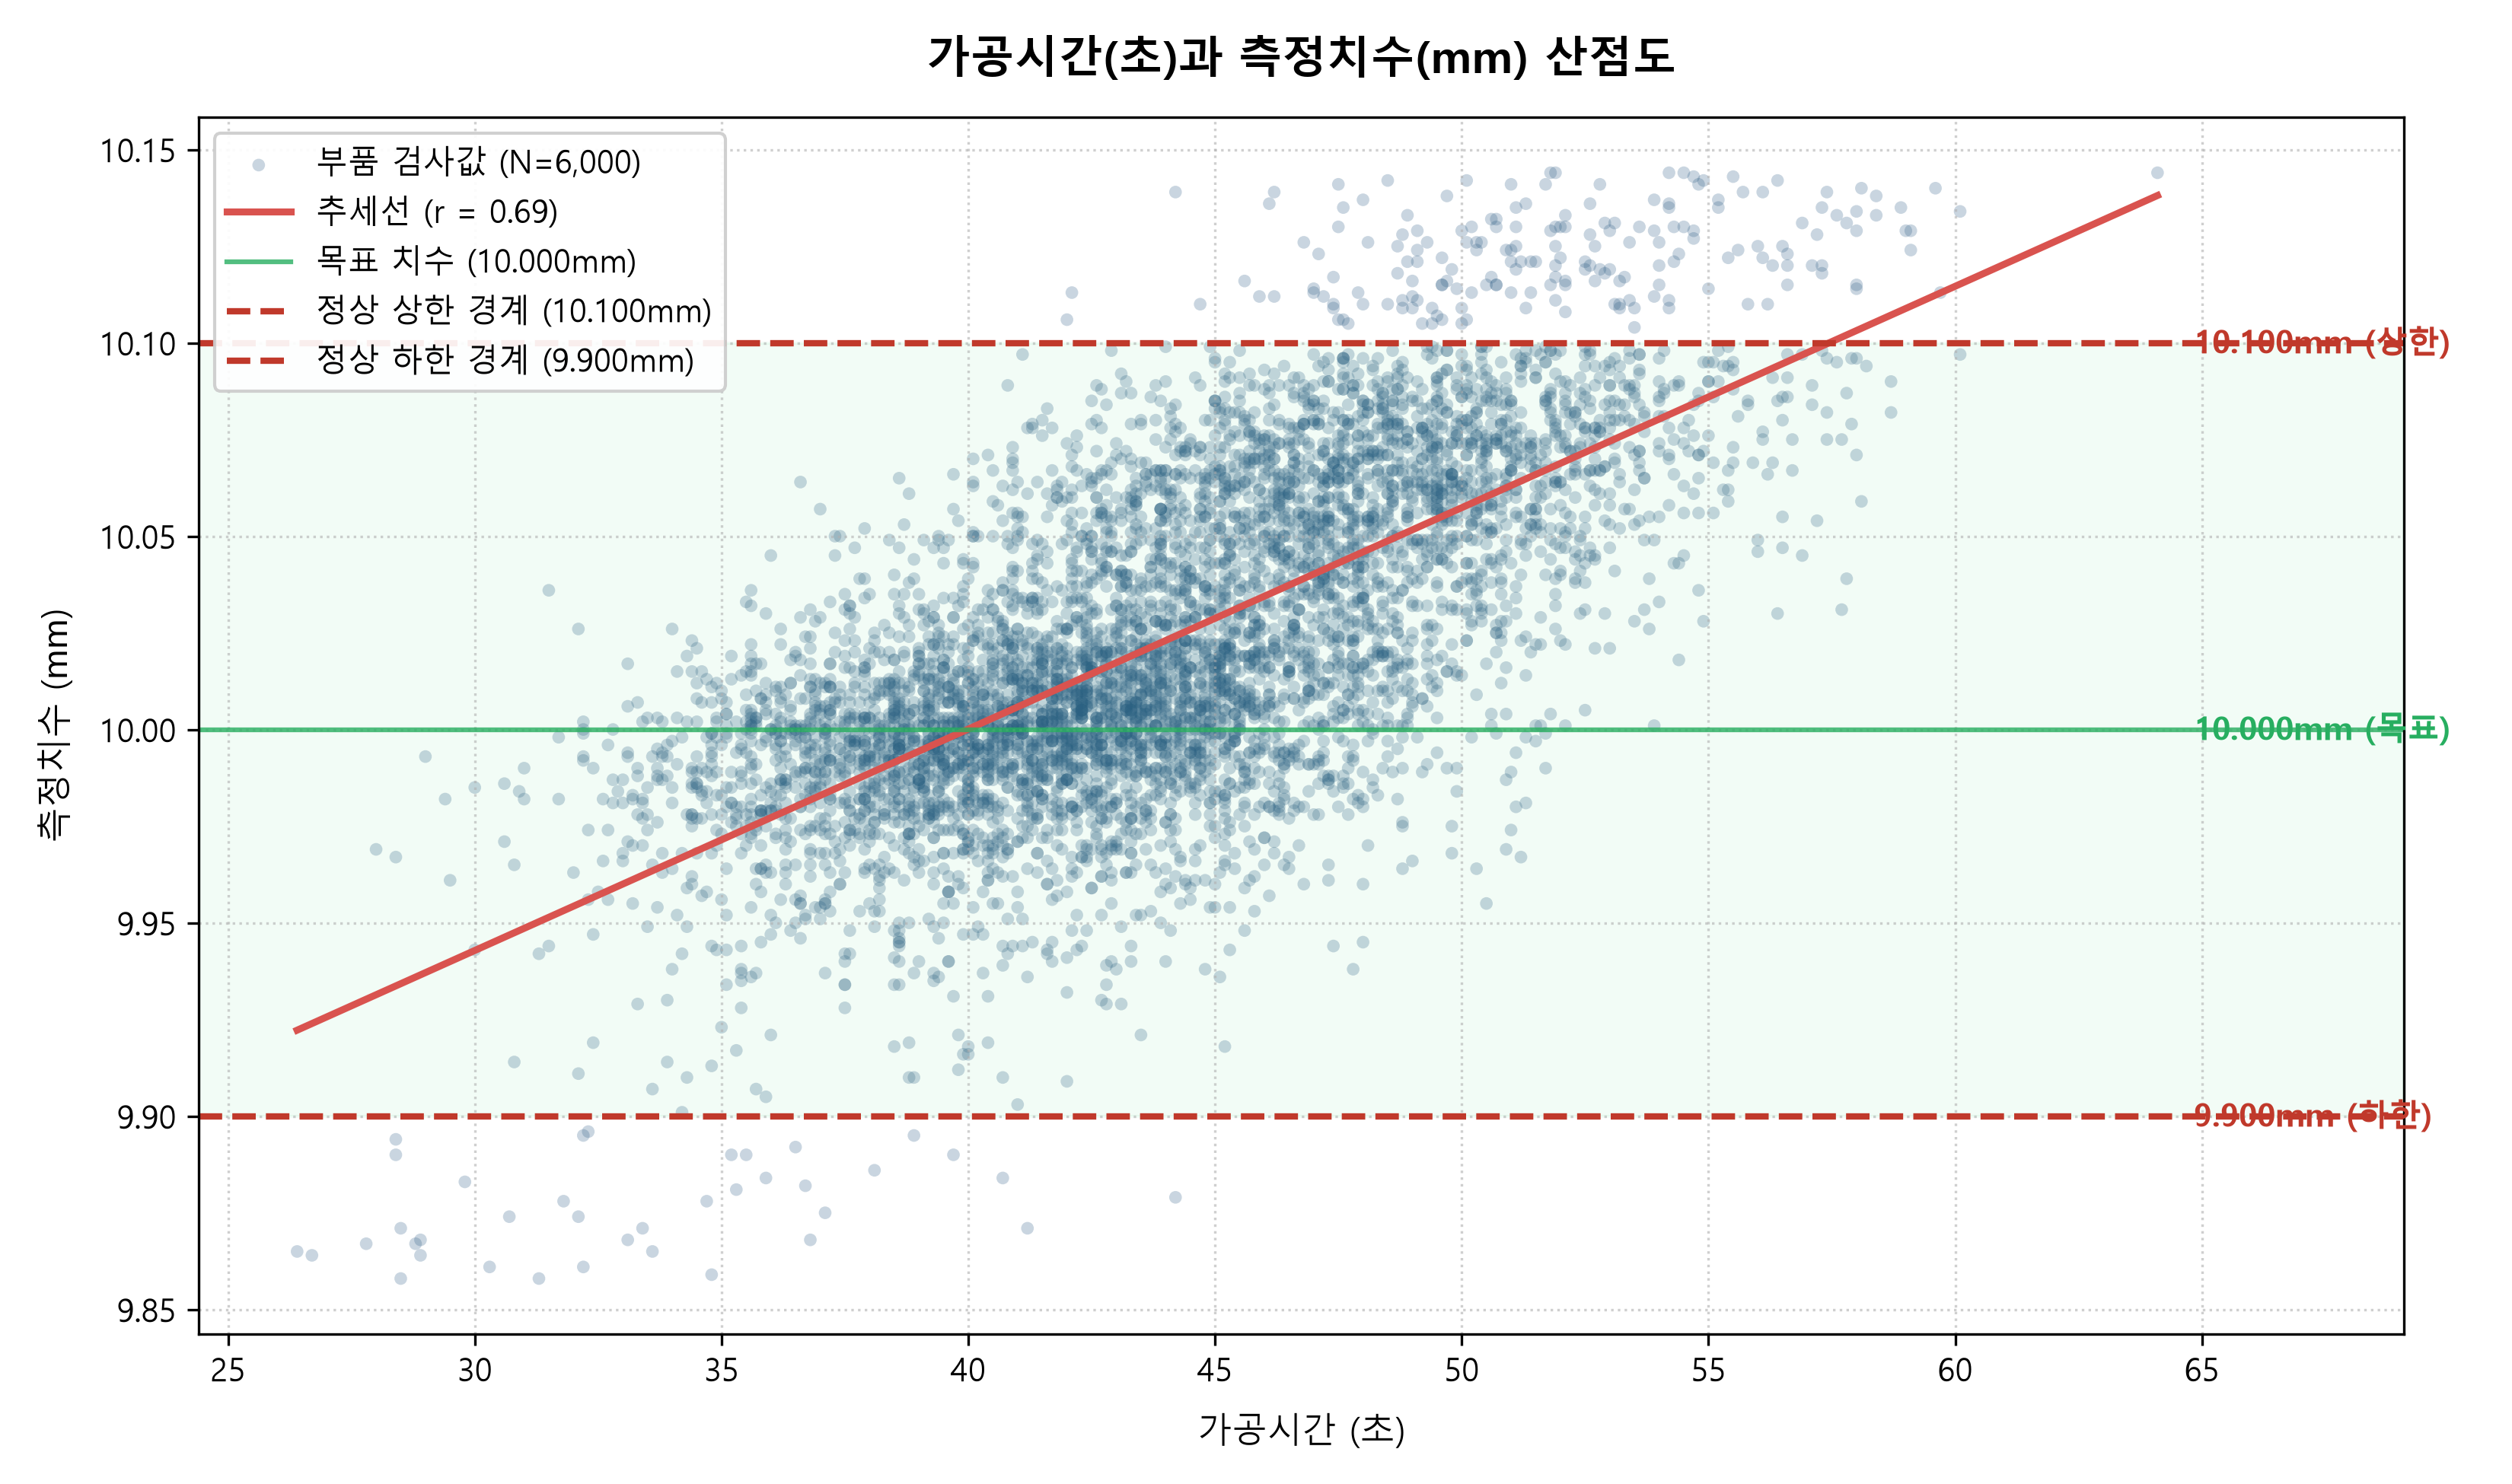 가공시간(초)과 측정치수(mm) 산점도
부품 검사값 (N=6,000)
추세선 (r = 0.69)
목표 치수 (10.000mm)
정상 상한 경계 (10.100mm)
정상 하한 경계 (9.900mm)
10.15
10.10
10.05
10.00
9.95
9.90
9.85
측정치수 (mm)
10.100mm (상한)
10.000mm (목표)
9.900mm (하한)
25 30 35 40 45 50 55 60 65
가공시간 (초)